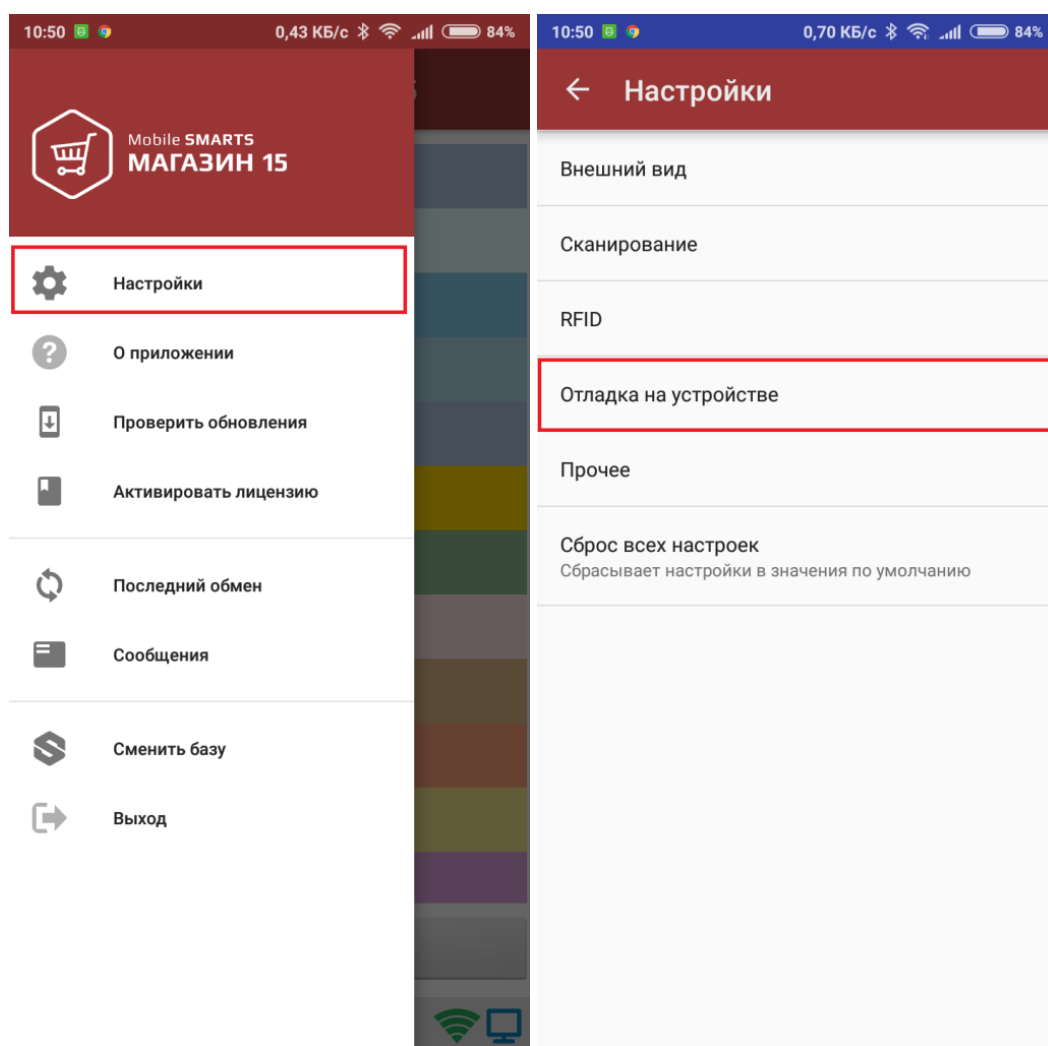 10:50
0,43 КБ/с
84%
Mobile SMARTS
МАГАЗИН 15
Настройки
О приложении
Проверить обновления
Активировать лицензию
Последний обмен
Сообщения
Сменить базу
Выход
10:50
0,70 КБ/с
84%
Настройки
Внешний вид
Сканирование
RFID
Отладка на устройстве
Прочее
Сброс всех настроек
Сбрасывает настройки в значения по умолчанию